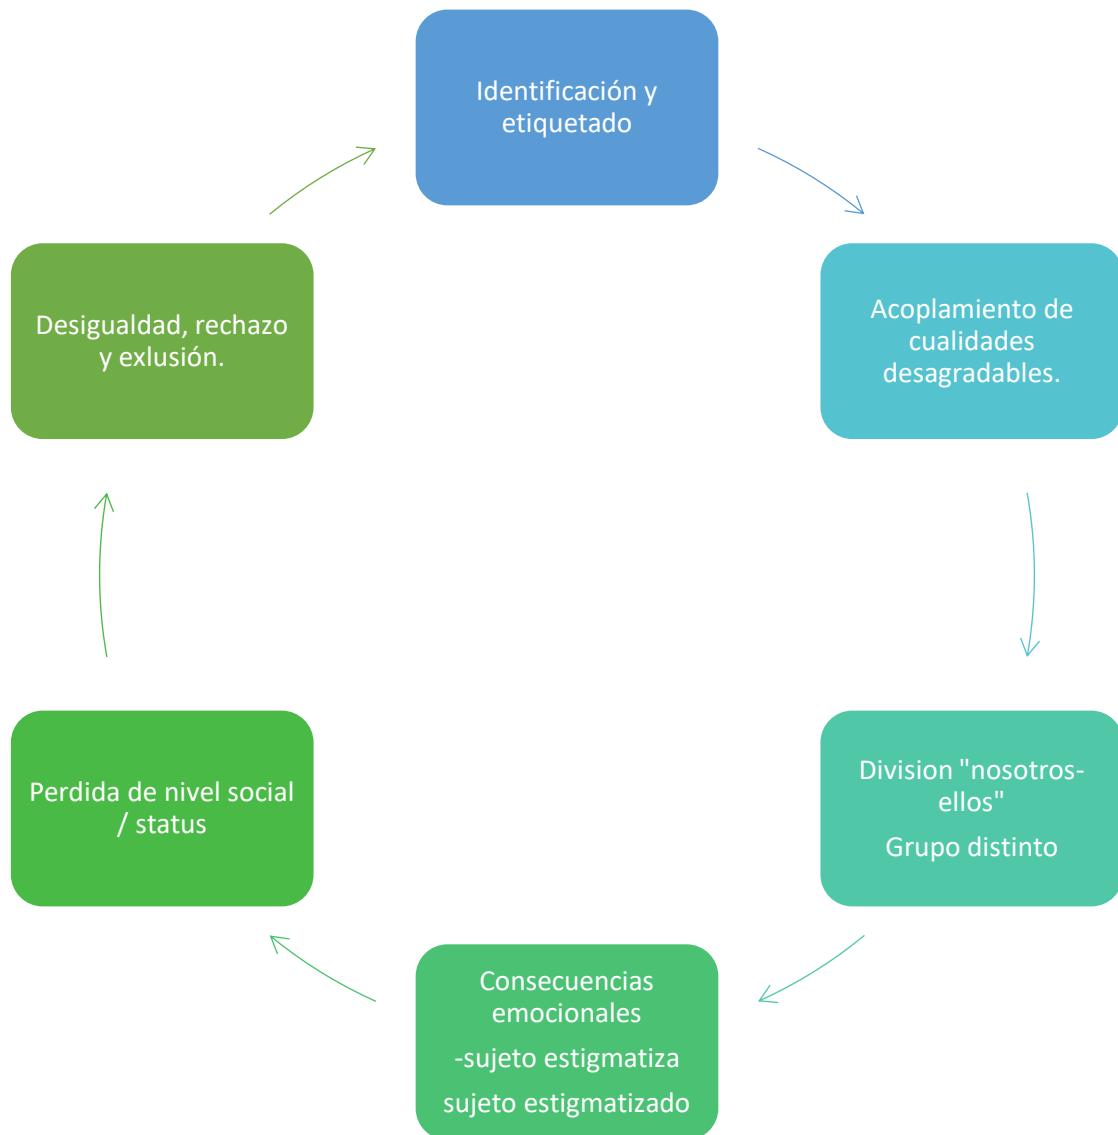 Identificación y
etiquetado
Acoplamiento de
cualidades
desagradables.
Division "nosotros-
ellos"
Grupo distinto
Consecuencias
emocionales
-sujeto estigmatiza
sujeto estigmatizado
Perdida de nivel social
/ status
Desigualdad, rechazo
y exlusión.